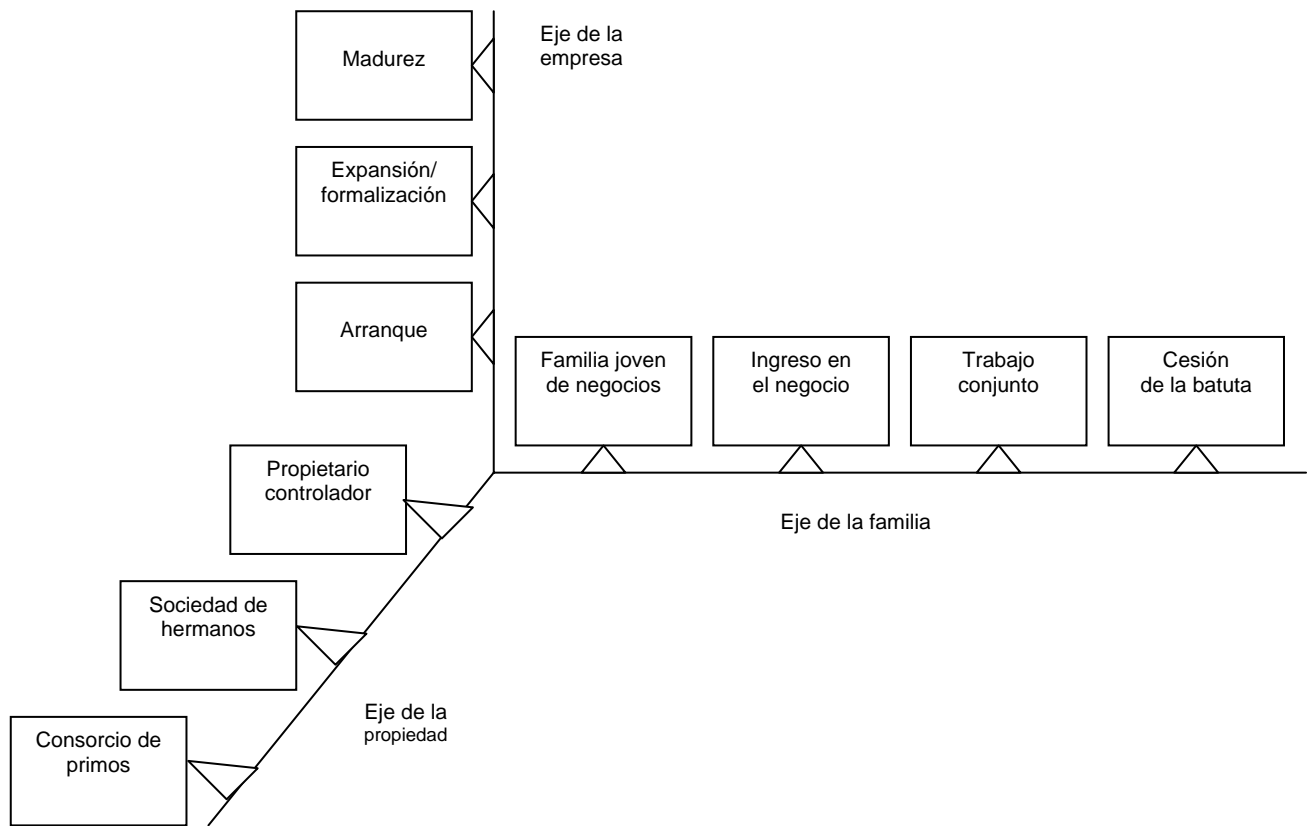 Madurez
Eje de la
empresa
Expansión/
formalización
Arranque
Familia joven
de negocios
Ingreso en
el negocio
Trabajo
conjunto
Cesión
de la batuta
Propietario
controlador
Eje de la familia
Sociedad de
hermanos
Eje de la
propiedad
Consorcio de
primos